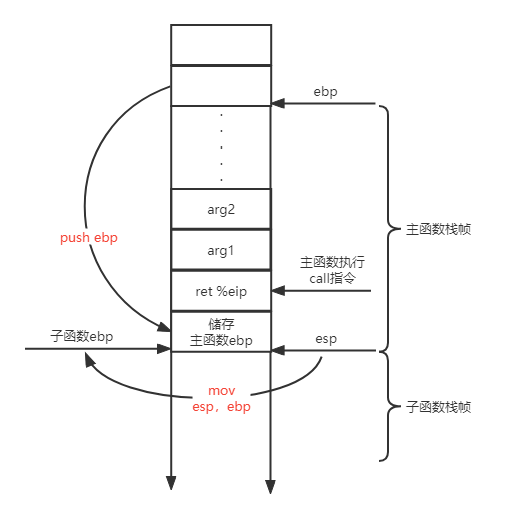 ebp
arg2
主函数栈帧
push ebp
arg1
主函数执行
call指令
ret %eip
子函数ebp
储存
主函数ebp
esp
mov
esp，ebp
子函数栈帧